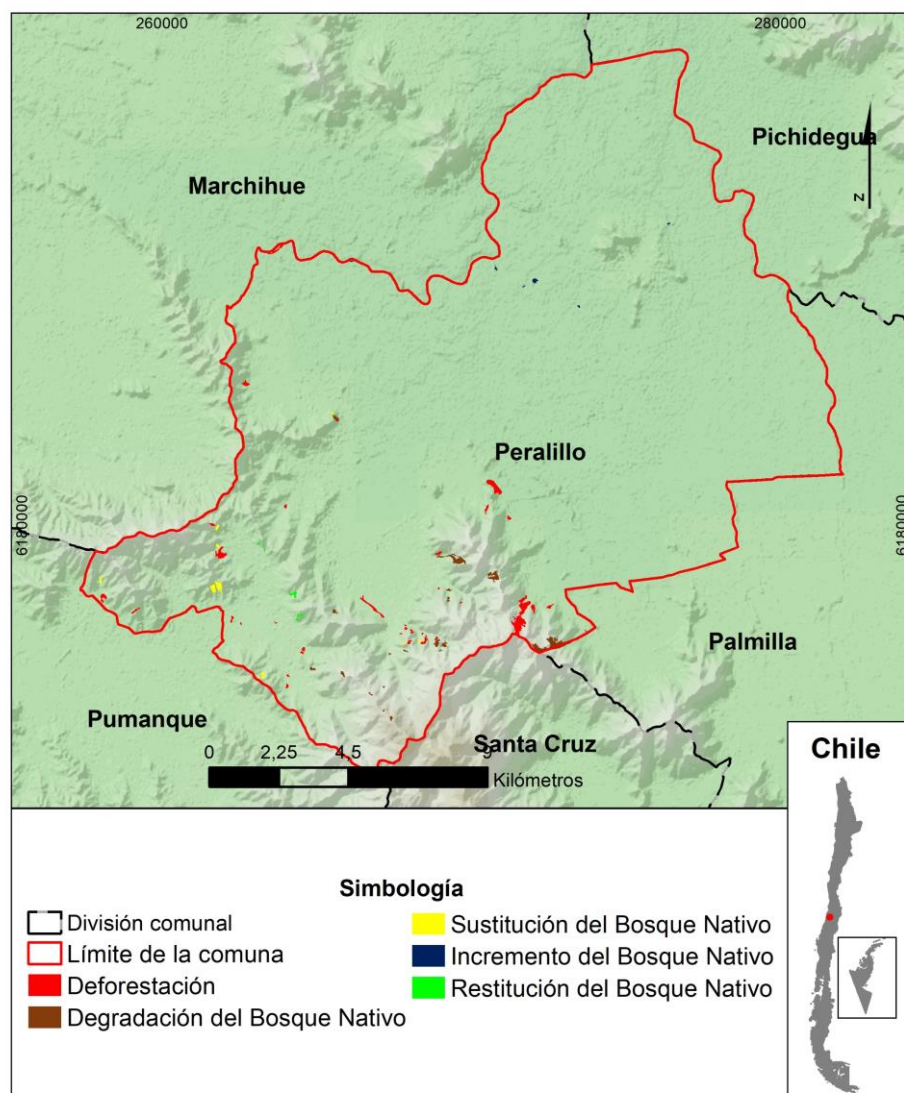 260000
280000
Pichidegua
Marchihue
N
Peralillo
6180000
6180000
Palmilla
Pumanque
Santa Cruz
0 2,25 4,5 9
Kilómetros
Chile
Simbología
División comunal
Límite de la comuna
Deforestación
Degradación del Bosque Nativo
Sustitución del Bosque Nativo
Incremento del Bosque Nativo
Restitución del Bosque Nativo